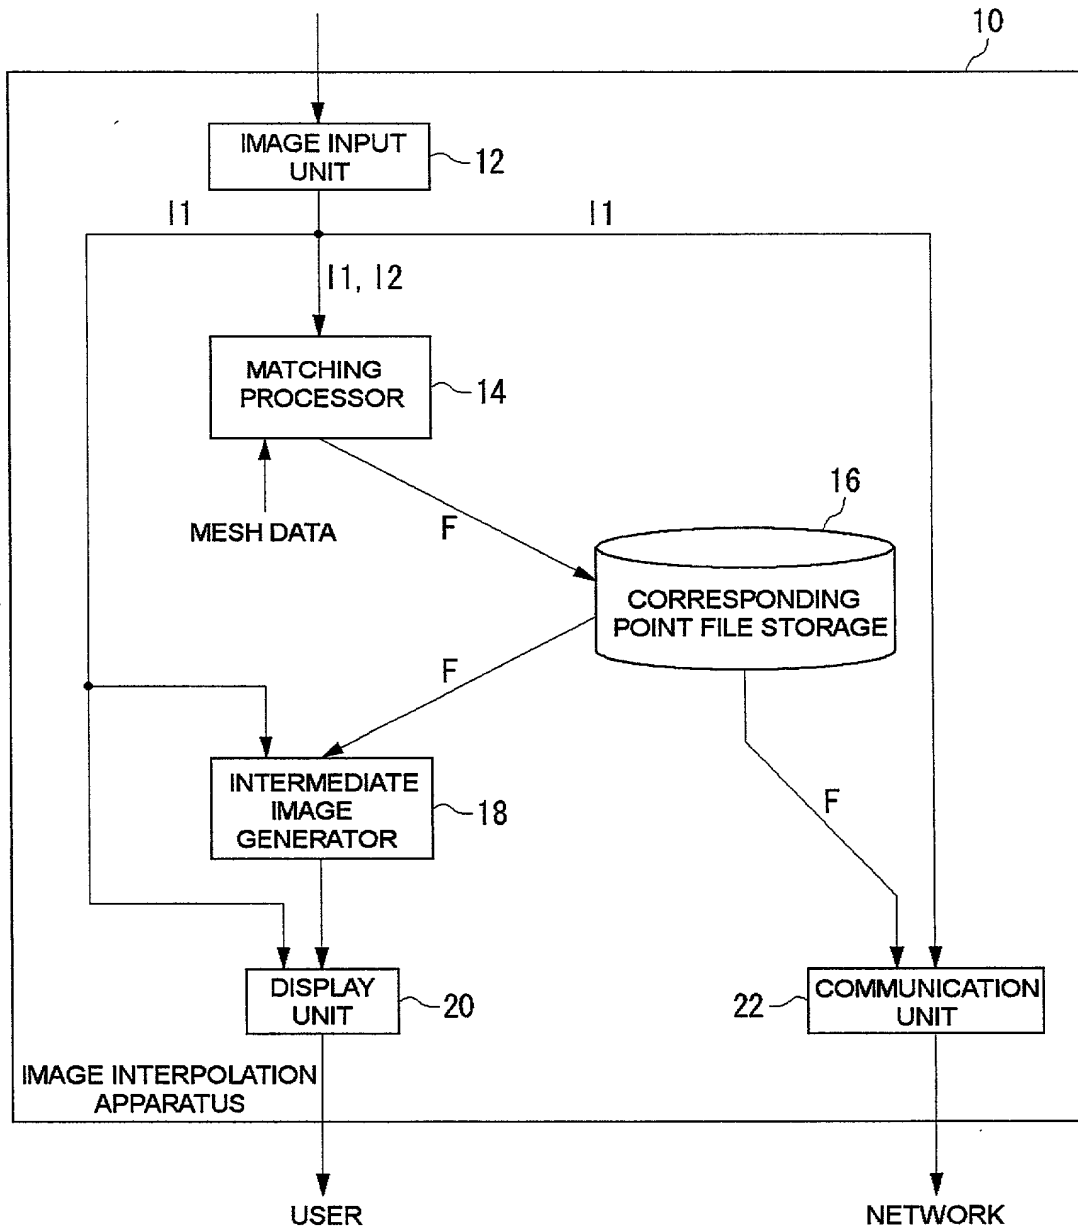 10
IMAGE INPUT
UNIT
12
I1
I1
I1, I2
MATCHING
PROCESSOR
14
MESH DATA
F
16
CORRESPONDING
POINT FILE STORAGE
F
INTERMEDIATE
IMAGE
GENERATOR
18
F
DISPLAY
UNIT
20
22
COMMUNICATION
UNIT
IMAGE INTERPOLATION
APPARATUS
USER
NETWORK